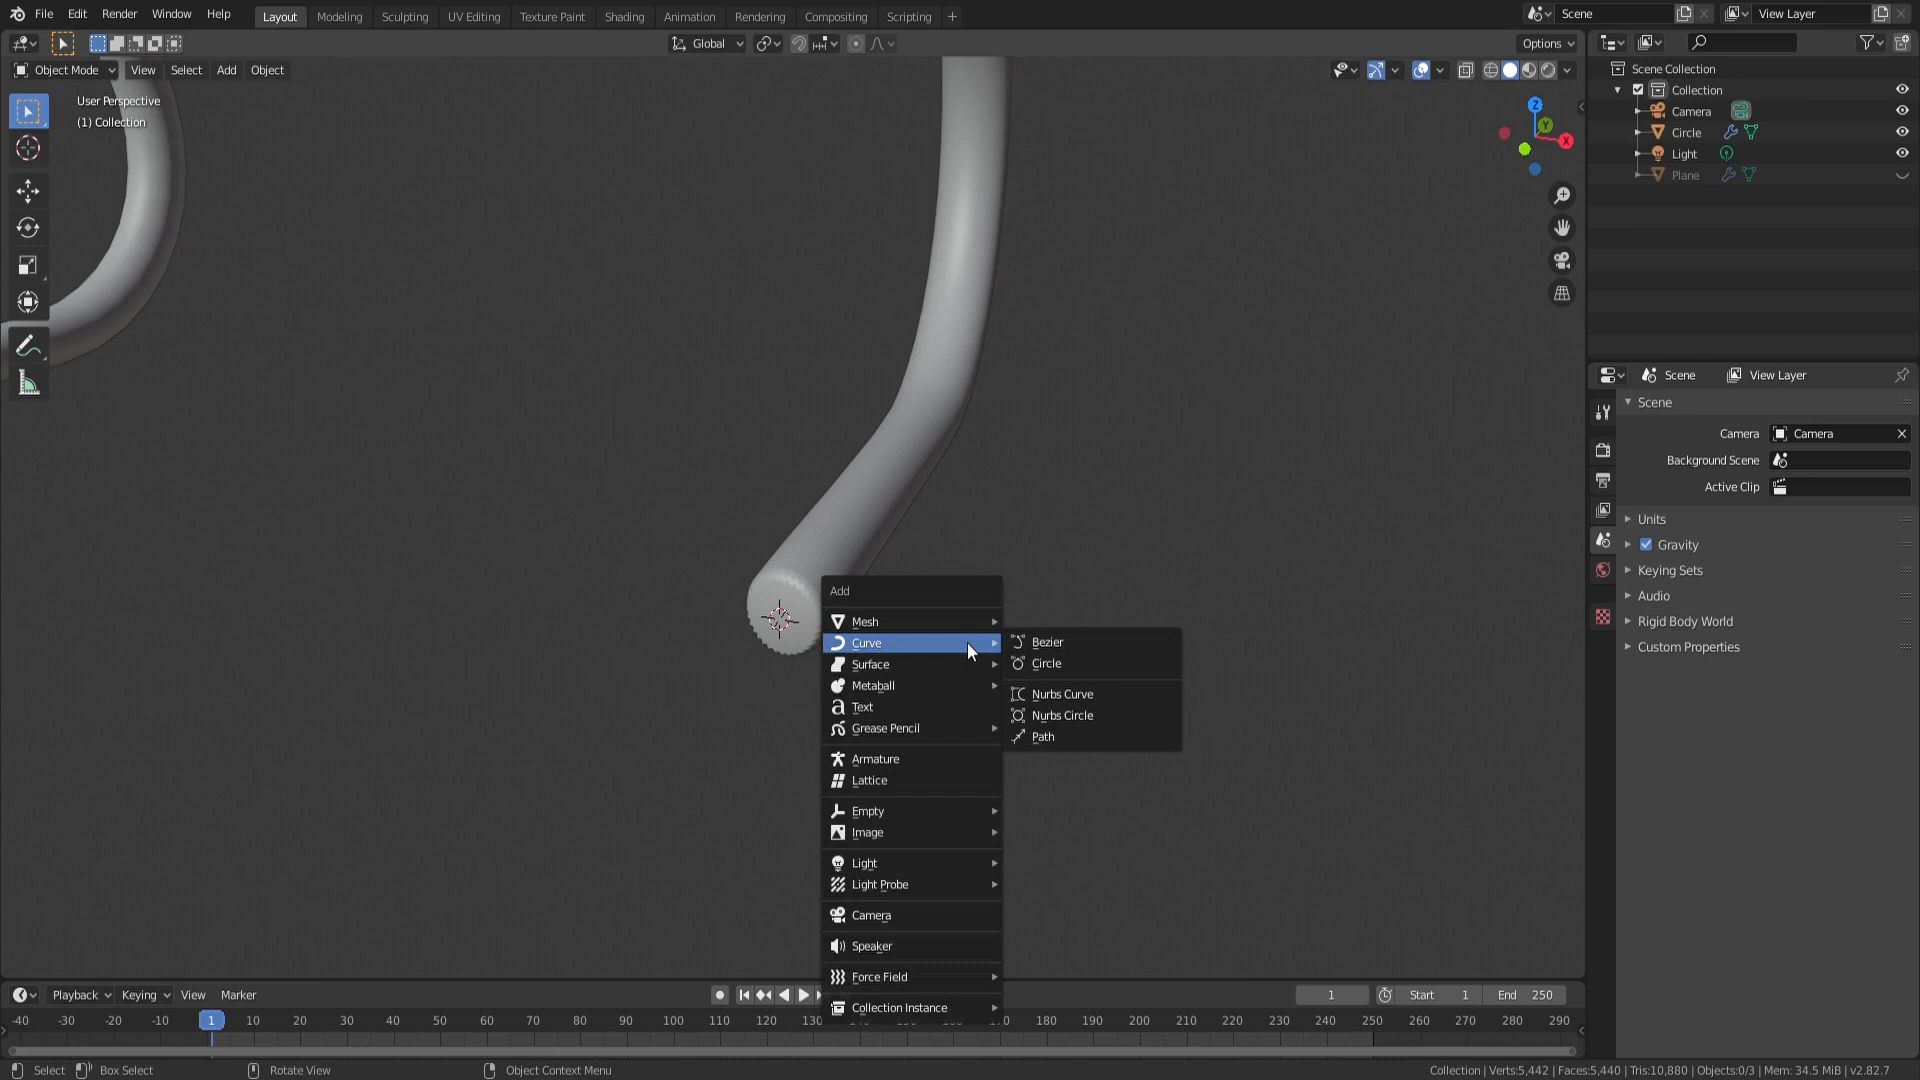 File Edit Render Window Help
Layout Modeling Sculpting UV Editing Texture Paint Shading Animation Rendering Compositing Scripting +
Scene
View Layer
Global
Options
Object Mode View Select Add Object
User Perspective
(1) Collection
Z
Y
X
Scene Collection
Collection
Camera
Circle
Light
Plane
Scene View Layer
Scene
Camera Camera
Background Scene
Active Clip
Units
Gravity
Keying Sets
Audio
Rigid Body World
Custom Properties
Add
Mesh
Curve
Surface
Metaball
Text
Grease Pencil
Armature
Lattice
Empty
Image
Light
Light Probe
Camera
Speaker
Force Field
Collection Instance
Bezier
Circle
Nurbs Curve
Nurbs Circle
Path
Playback Keying View Marker
1 Start 1 End 250
-40 -30 -20 -10 1 10 20 30 40 50 60 70 80 90 100 110 120 130 180 190 200 210 220 230 240 250 260 270 280 290
Select Box Select Rotate View Object Context Menu
Collection | Verts:5,442 | Faces:5,440 | Tris:10,880 | Objects:0/3 | Mem: 34.5 MiB | v2.82.7